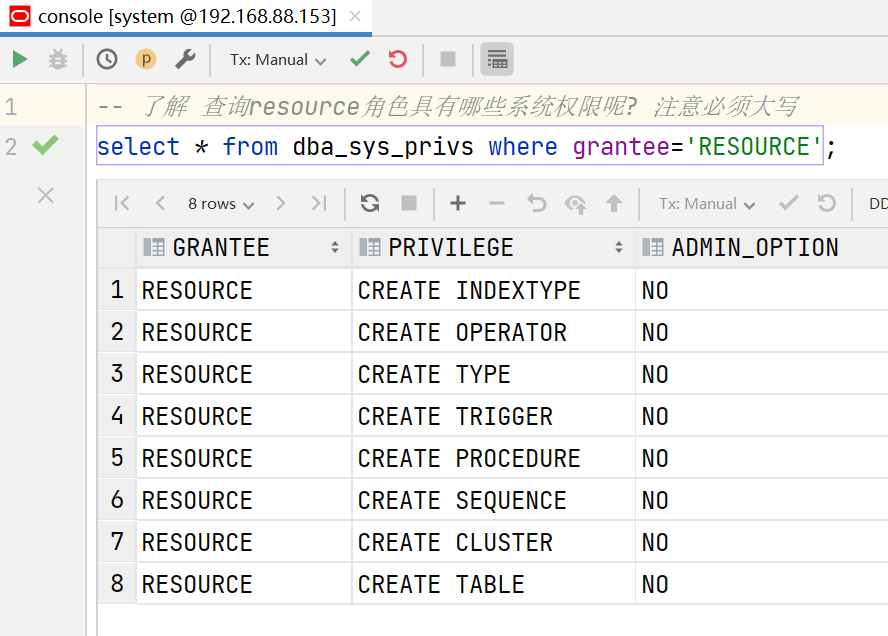 console [system @192.168.88.153]
p Tx: Manual
1 -- 了解 查询resource角色具有哪些系统权限呢? 注意必须大写
2 select * from dba_sys_privs where grantee='RESOURCE';
8 rows Tx: Manual DD
GRANTEE PRIVILEGE ADMIN_OPTION
1 RESOURCE CREATE INDEXTYPE NO
2 RESOURCE CREATE OPERATOR NO
3 RESOURCE CREATE TYPE NO
4 RESOURCE CREATE TRIGGER NO
5 RESOURCE CREATE PROCEDURE NO
6 RESOURCE CREATE SEQUENCE NO
7 RESOURCE CREATE CLUSTER NO
8 RESOURCE CREATE TABLE NO